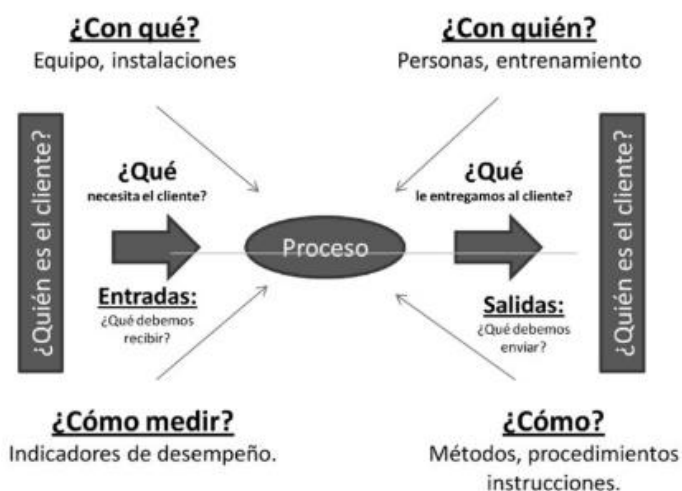 ¿Con qué?
Equipo, instalaciones
¿Con quién?
Personas, entrenamiento
¿Quién es el cliente?
¿Qué
necesita el cliente?
Entradas:
¿Qué debemos
recibir?
Proceso
¿Qué
le entregamos al cliente?
Salidas:
¿Qué debemos
enviar?
¿Quién es el cliente?
¿Cómo medir?
Indicadores de desempeño.
¿Cómo?
Métodos, procedimientos
instrucciones.